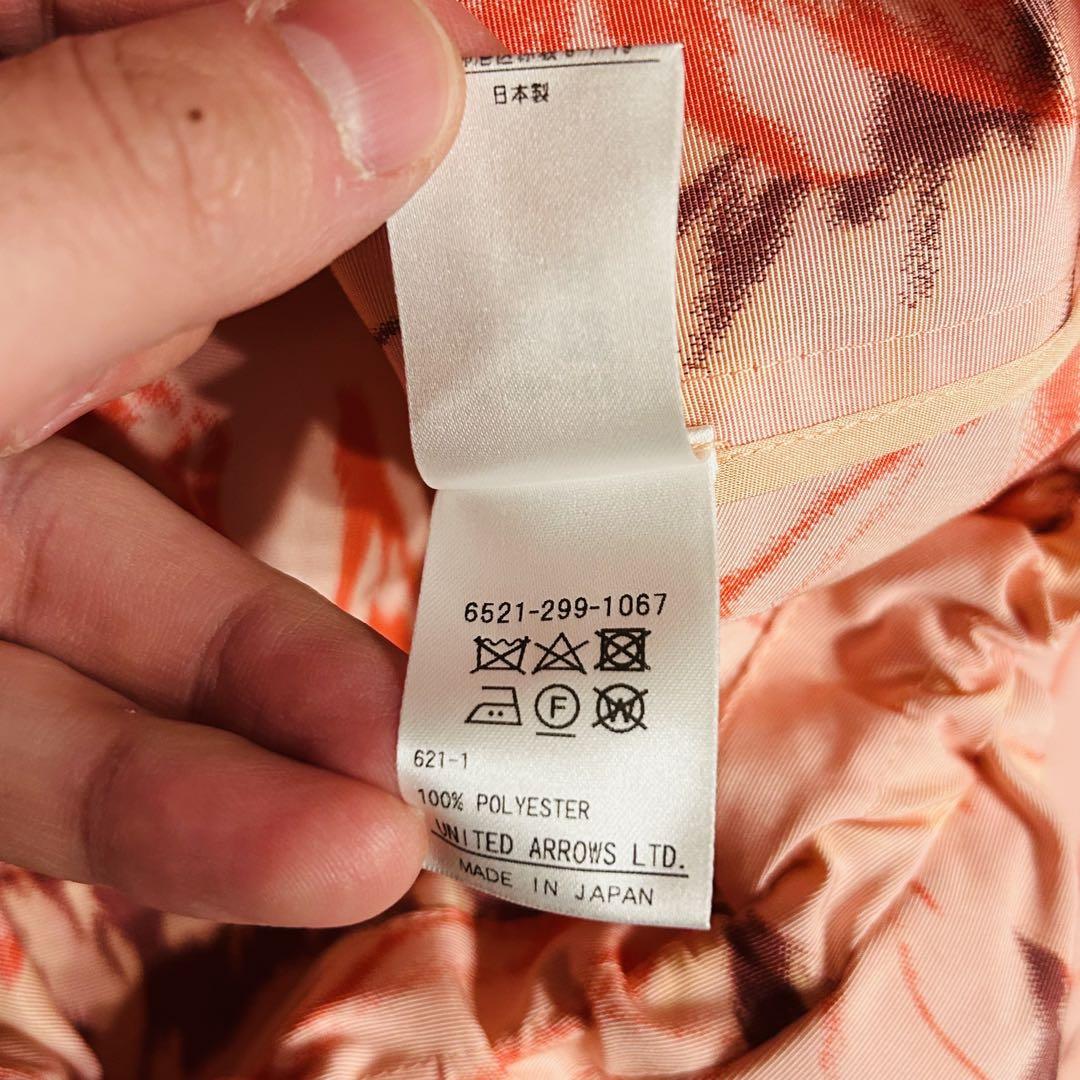 日本製
6521-299-1067
F W
621-1
100% POLYESTER
UNITED ARROWS LTD.
MADE IN JAPAN